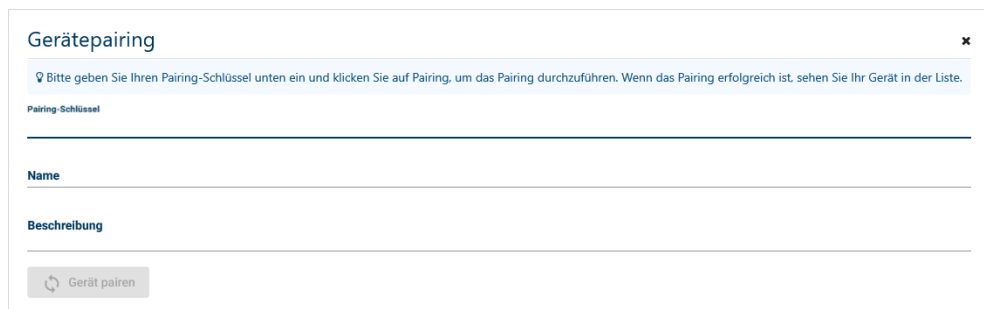 Gerätepairing
Bitte geben Sie Ihren Pairing-Schlüssel unten ein und klicken Sie auf Pairing, um das Pairing durchzuführen. Wenn das Pairing erfolgreich ist, sehen Sie Ihr Gerät in der Liste.
Pairing-Schlüssel
Name
Beschreibung
Gerät pairen